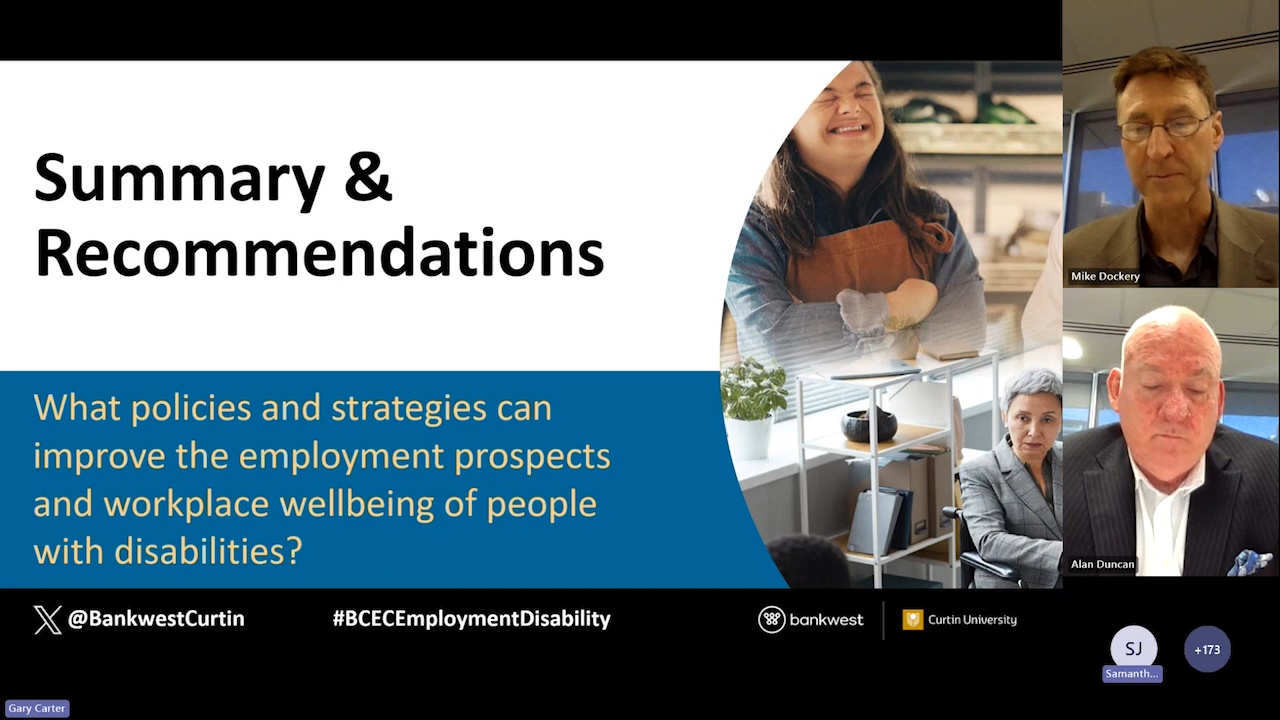 Summary &
Recommendations
What policies and strategies can
improve the employment prospects
and workplace wellbeing of people
with disabilities?
@BankwestCurtin
#BCECEmploymentDisability
bankwest
Curtin University
Mike Dockery
Alan Duncan
SJ
+173
Samanth...
Gary Carter